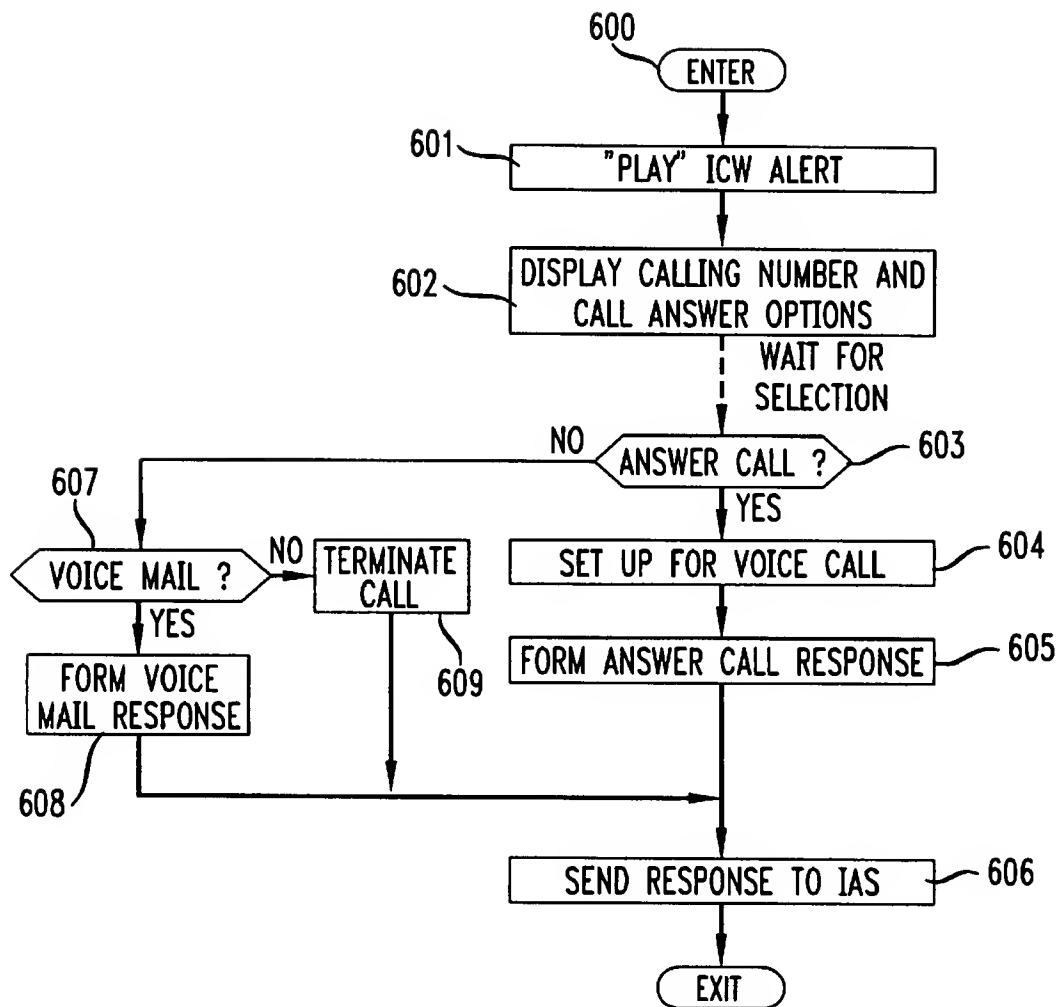 600
ENTER
601
"PLAY" ICW ALERT
602
DISPLAY CALLING NUMBER AND
CALL ANSWER OPTIONS
WAIT FOR
SELECTION
NO
ANSWER CALL ?
603
YES
607
VOICE MAIL ?
NO
TERMINATE
CALL
SET UP FOR VOICE CALL
604
YES
609
FORM ANSWER CALL RESPONSE
605
FORM VOICE
MAIL RESPONSE
608
SEND RESPONSE TO IAS
606
EXIT